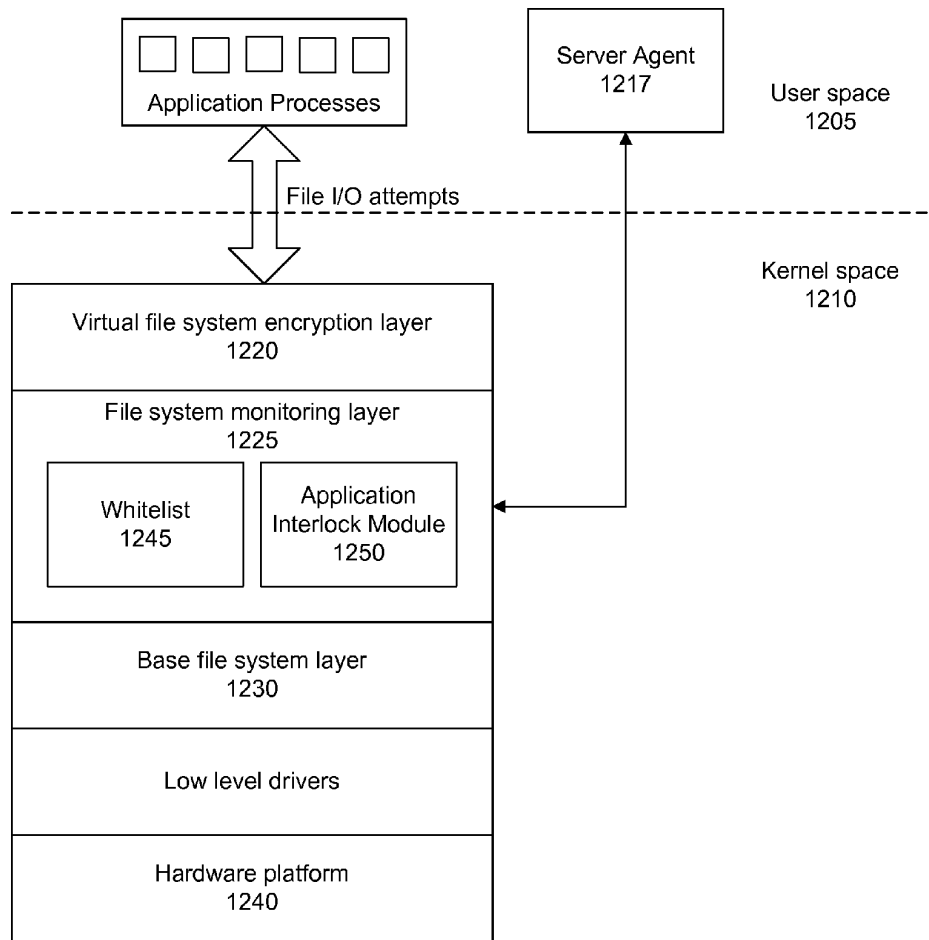 Application Processes
Server Agent
1217
User space
1205
File I/O attempts
Kernel space
1210
Virtual file system encryption layer
1220
File system monitoring layer
1225
Whitelist
1245
Application
Interlock Module
1250
Base file system layer
1230
Low level drivers
Hardware platform
1240